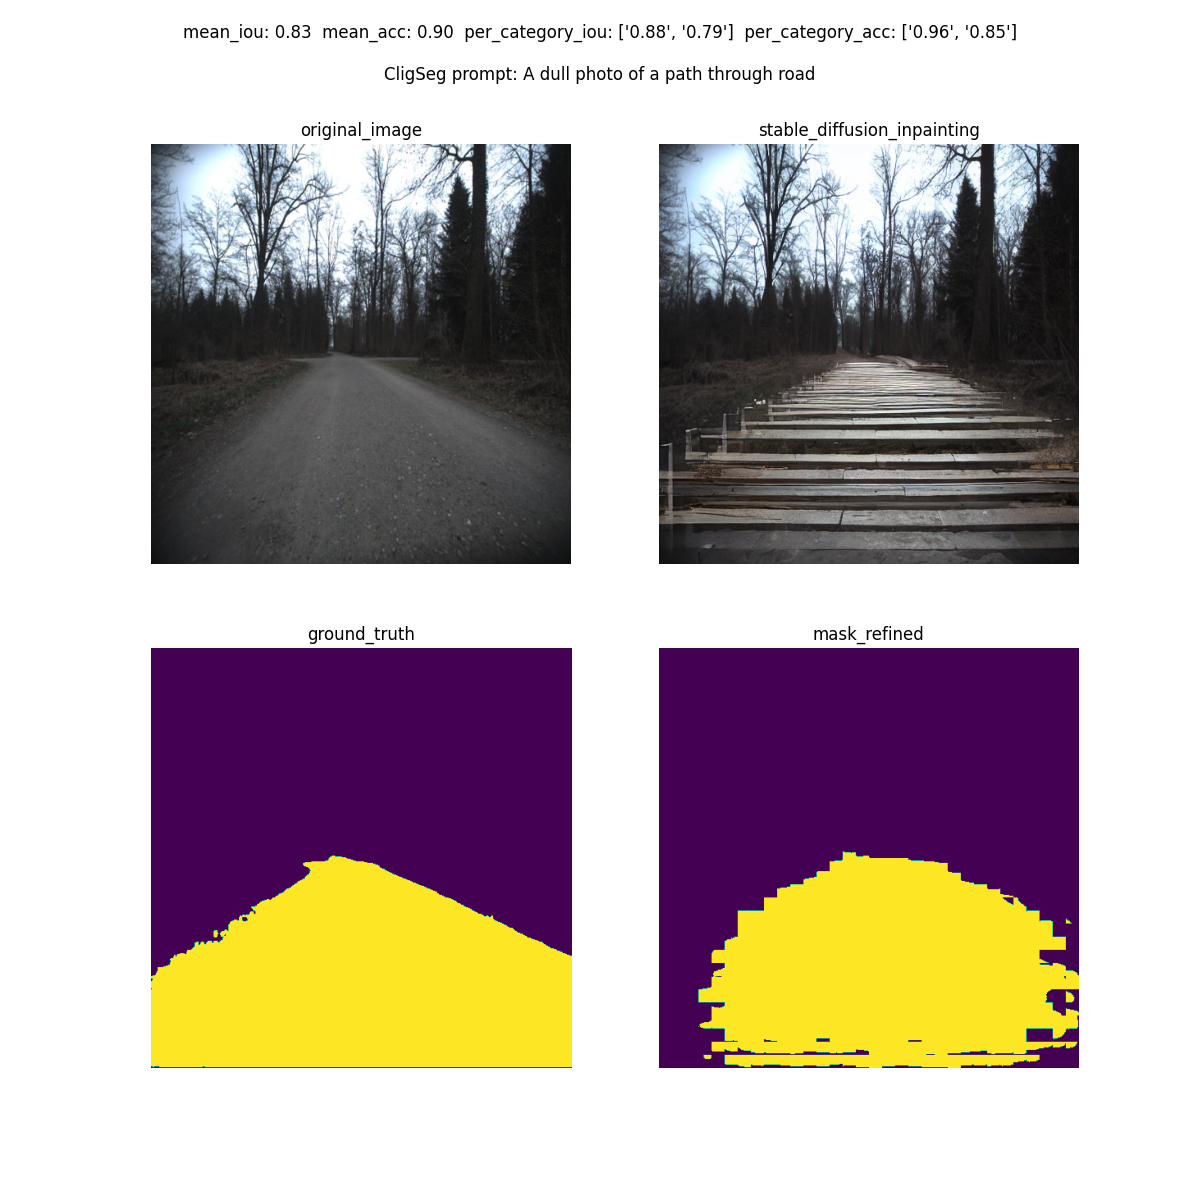 mean_iou: 0.83  mean_acc: 0.90  per_category_iou: ['0.88', '0.79']  per_category_acc: ['0.96', '0.85']
CligSeg prompt: A dull photo of a path through road
original_image
stable_diffusion_inpainting
ground_truth
mask_refined